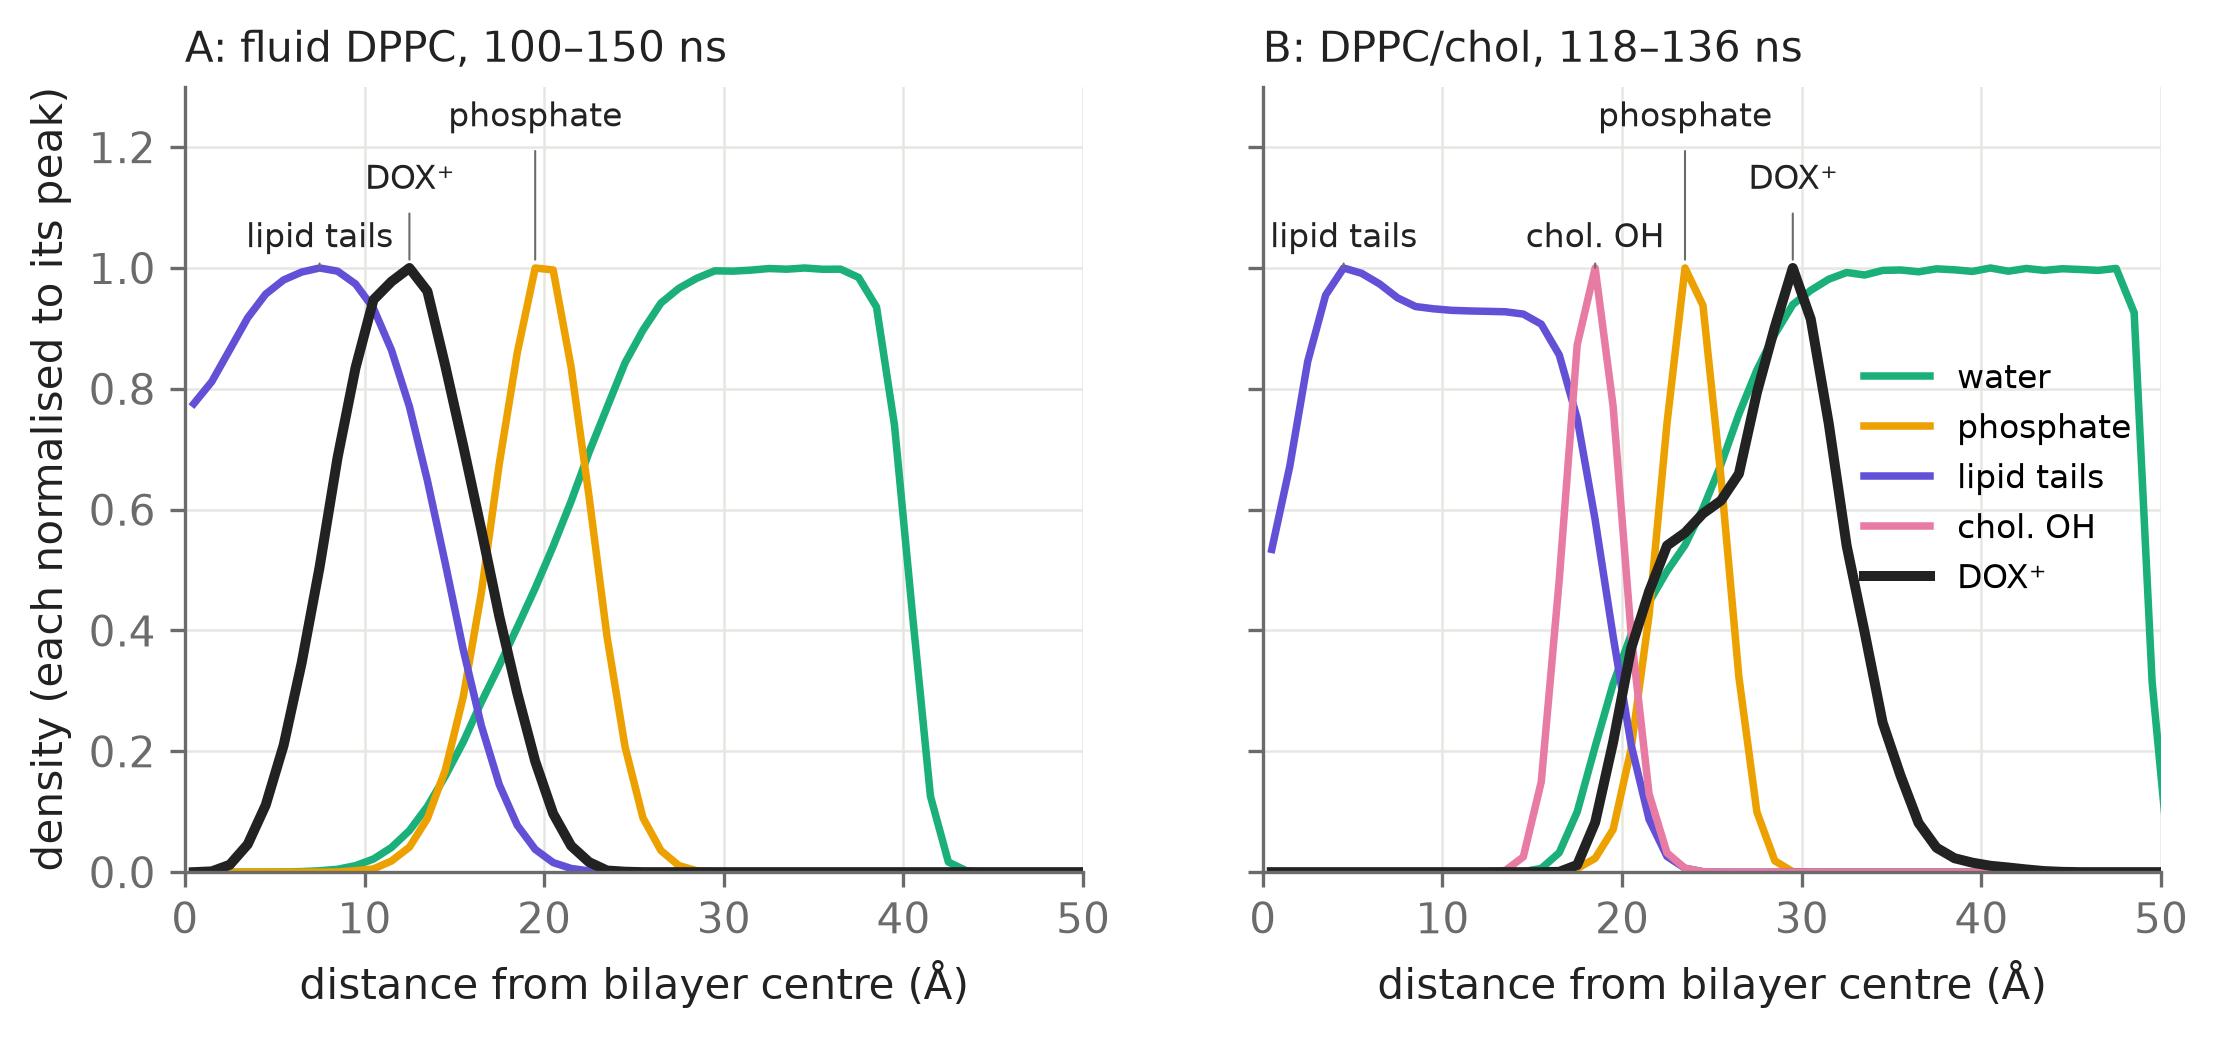 A: fluid DPPC, 100–150 ns
density (each normalised to its peak)
1.2
1.0
0.8
0.6
0.4
0.2
0.0
phosphate
DOX⁺
lipid tails
0 10 20 30 40 50
distance from bilayer centre (Å)
B: DPPC/chol, 118–136 ns
phosphate
DOX⁺
lipid tails
chol. OH
water
phosphate
lipid tails
chol. OH
DOX⁺
0 10 20 30 40 50
distance from bilayer centre (Å)